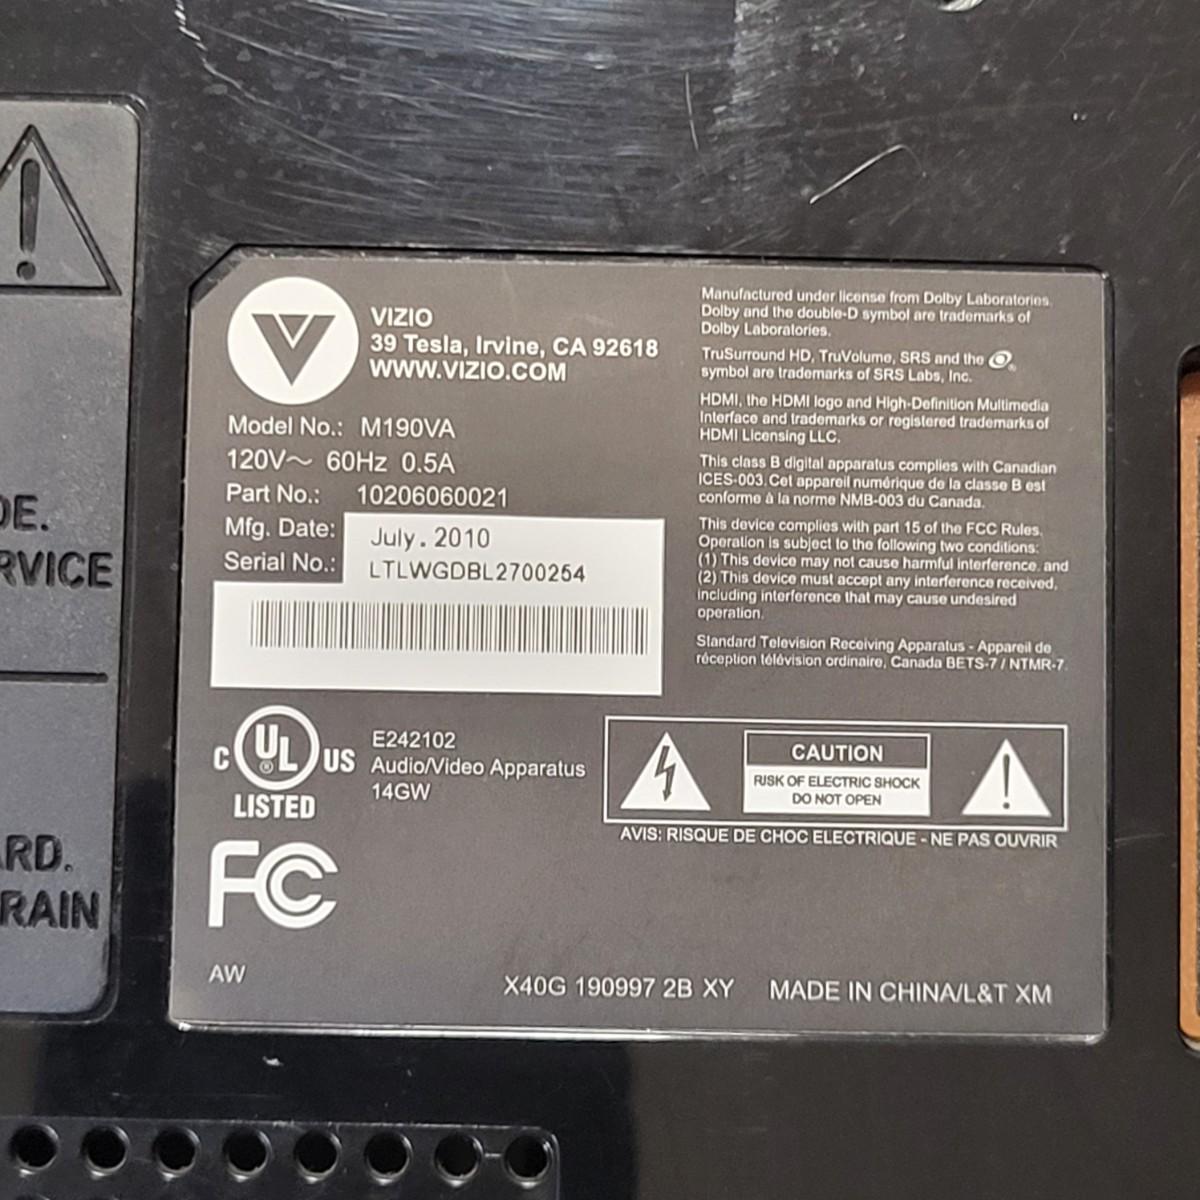 DE.
RVICE
ARD.
RAIN
VIZIO
39 Tesla, Irvine, CA 92618
WWW.VIZIO.COM
Model No.: M190VA
120V～ 60Hz 0.5A
Part No.: 10206060021
Mfg. Date: July. 2010
Serial No.: LTLWGDBL2700254
C UL ® US
LISTED
E242102
Audio/Video Apparatus
14GW
FC
AW
Manufactured under license from Dolby Laboratories.
Dolby and the double-D symbol are trademarks of
Dolby Laboratories.
TruSurround HD, TruVolume, SRS and the ®
symbol are trademarks of SRS Labs, Inc.
HDMI, the HDMI logo and High-Definition Multimedia
Interface and trademarks or registered trademarks of
HDMI Licensing LLC.
This class B digital apparatus complies with Canadian
ICES-003. Cet appareil numérique de la classe B est
conforme à la norme NMB-003 du Canada.
This device complies with part 15 of the FCC Rules.
Operation is subject to the following two conditions:
(1) This device may not cause harmful interference, and
(2) This device must accept any interference received,
including interference that may cause undesired
operation.
Standard Television Receiving Apparatus - Appareil de
réception télévision ordinaire, Canada BETS-7 / NTMR-7.
CAUTION
RISK OF ELECTRIC SHOCK
DO NOT OPEN
AVIS: RISQUE DE CHOC ELECTRIQUE - NE PAS OUVRIR
X40G 190997 2B XY MADE IN CHINA/L&T XM